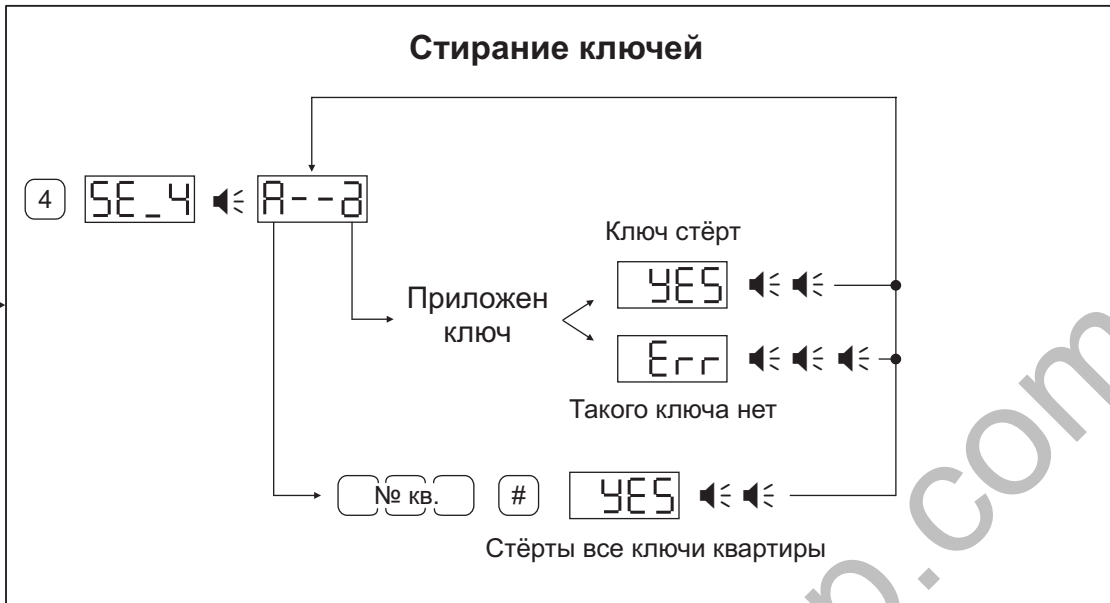 Стирание ключей
4 SE_4 A--a
Ключ стёрт
YES
Приложен
ключ
Err
Такого ключа нет
№ кв. # YES
Стёрты все ключи квартиры
p.com